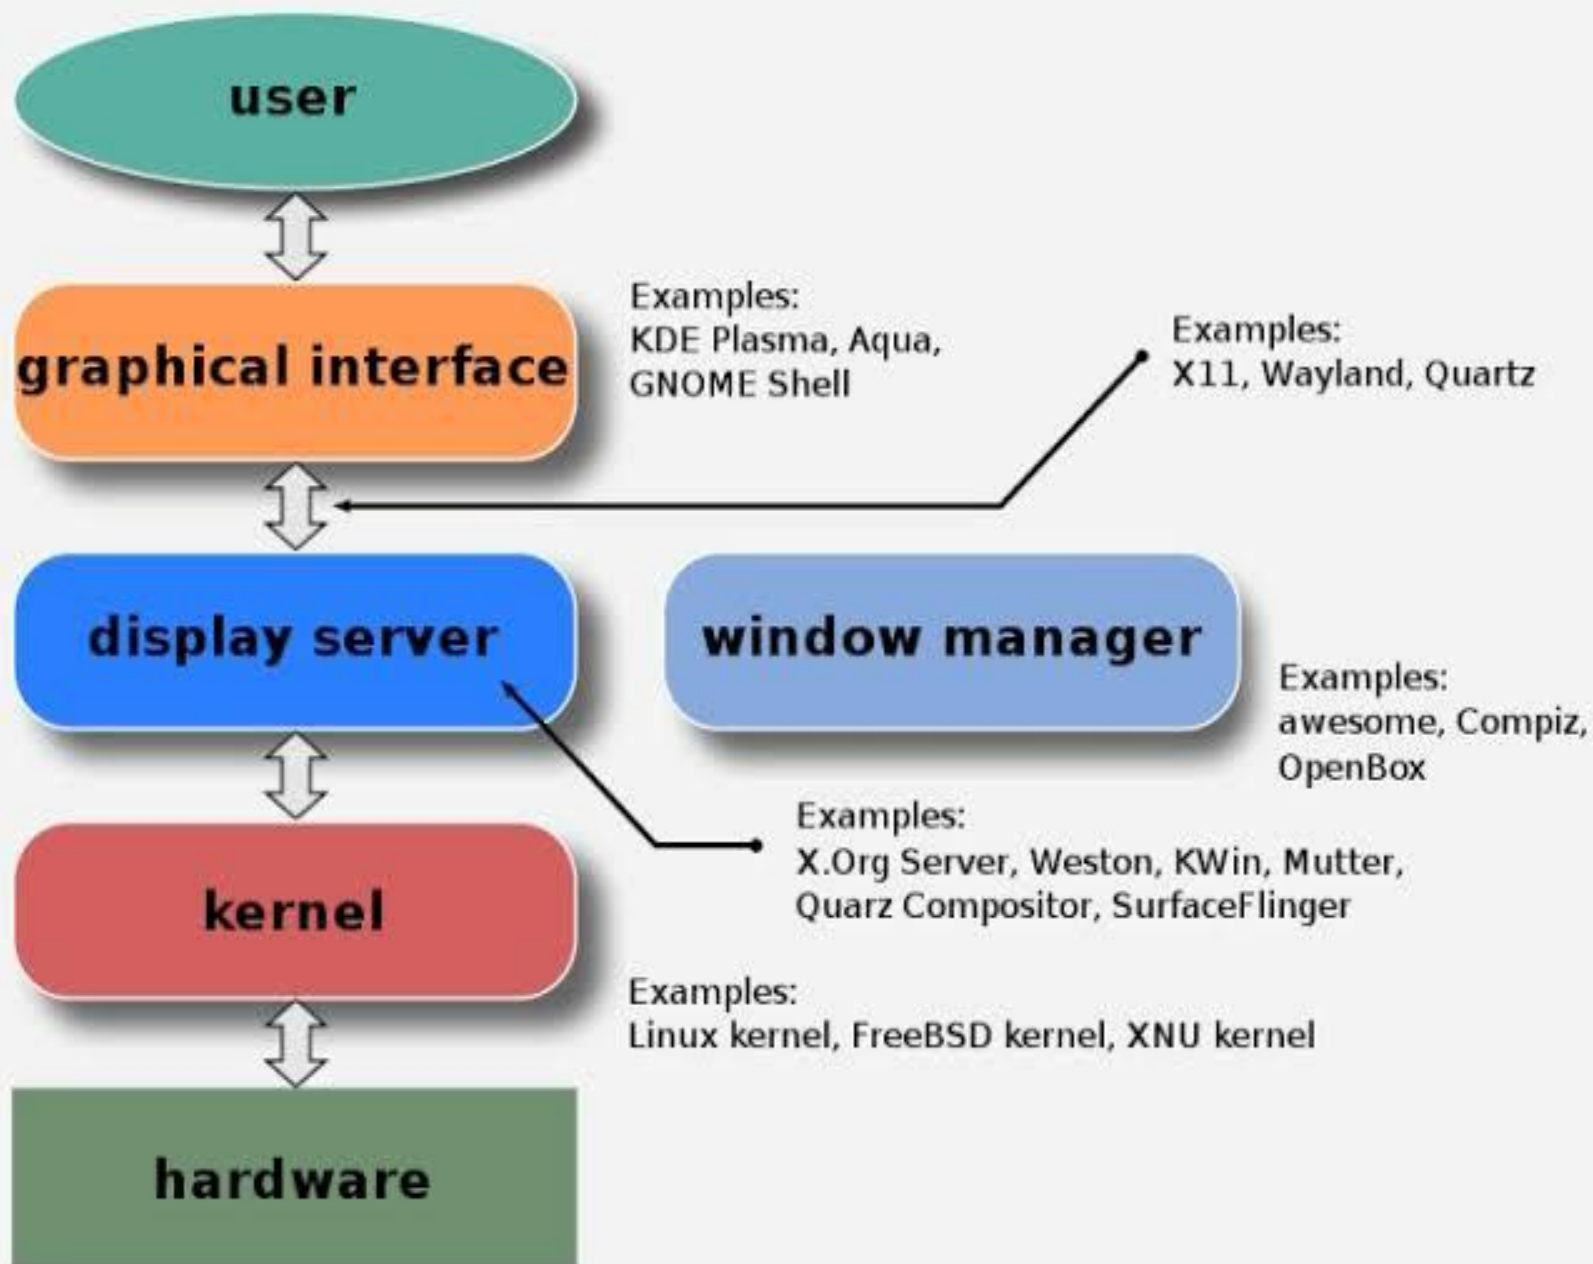 user
graphical interface
Examples:
KDE Plasma, Aqua,
GNOME Shell
Examples:
X11, Wayland, Quartz
display server
window manager
Examples:
awesome, Compiz,
OpenBox
Examples:
X.Org Server, Weston, KWin, Mutter,
Quarz Compositor, SurfaceFlinger
kernel
Examples:
Linux kernel, FreeBSD kernel, XNU kernel
hardware